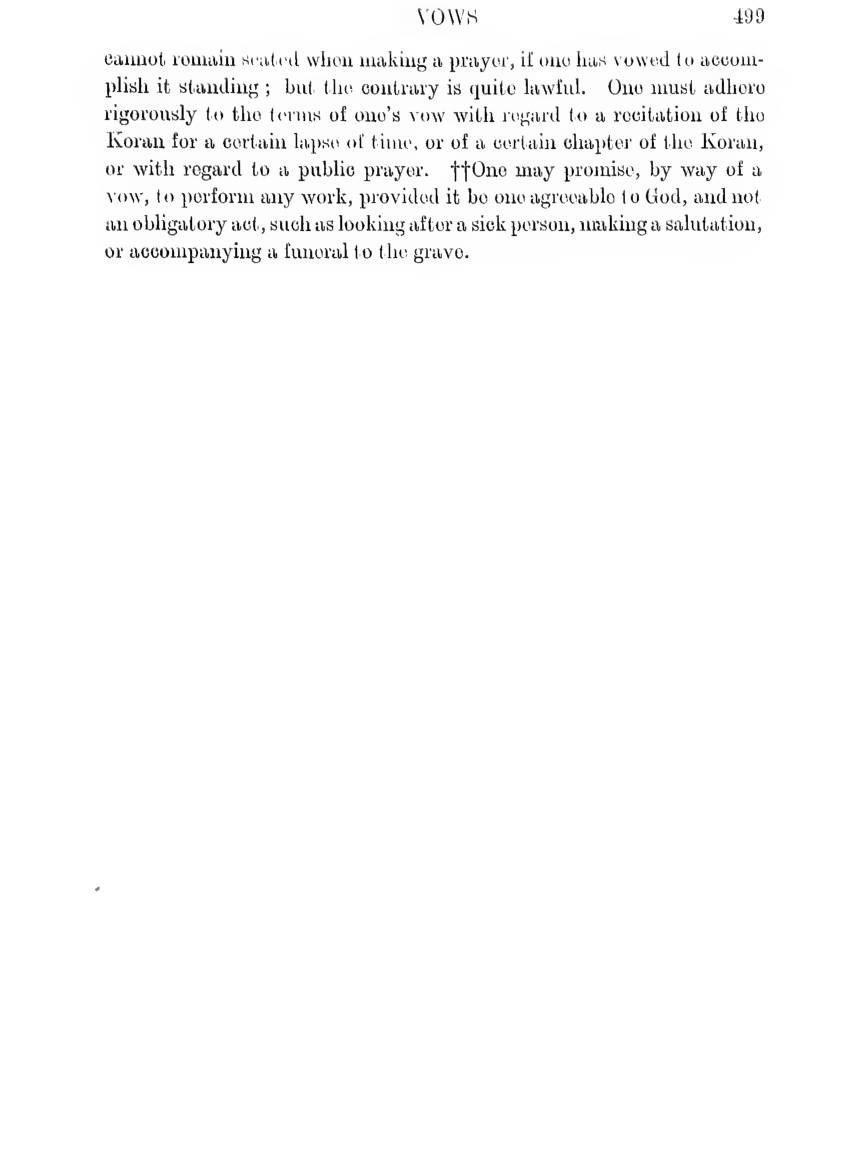 VOWS 499
cannot remain seated when making a prayer, if one has vowed to accom-
plish it standing ; but the contrary is quite lawful. One must adhere
rigorously to the terms of one's vow with regard to a recitation of the
Koran for a certain lapse of time, or of a certain chapter of the Koran,
or with regard to a public prayer. ††One may promise, by way of a
vow, to perform any work, provided it be one agreeable to God, and not
an obligatory act, such as looking after a sick person, making a salutation,
or accompanying a funeral to the grave.